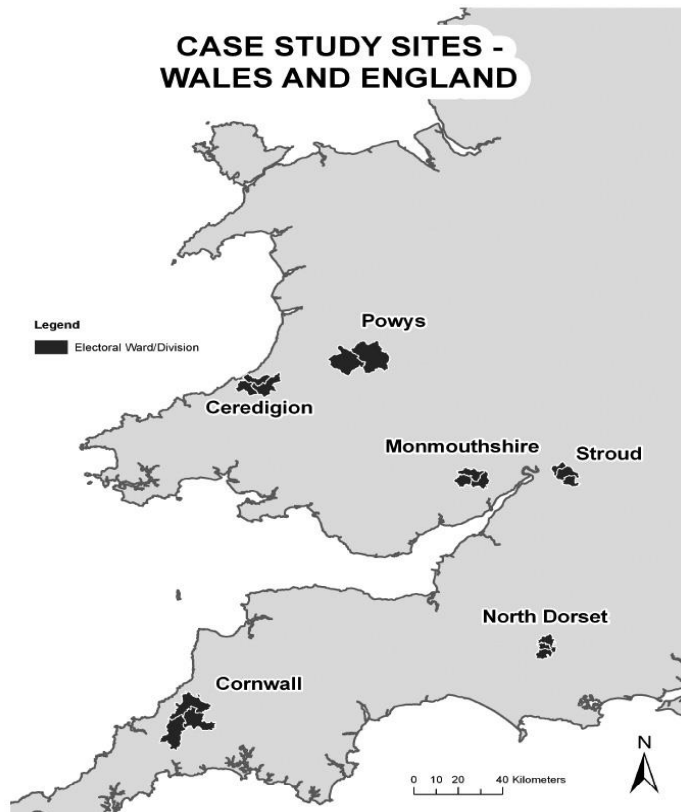 CASE STUDY SITES -
WALES AND ENGLAND
Powys
Legend
Electoral Ward/Division
Ceredigion
Monmouthshire
Stroud
North Dorset
Cornwall
N
0 10 20 40 Kilometers